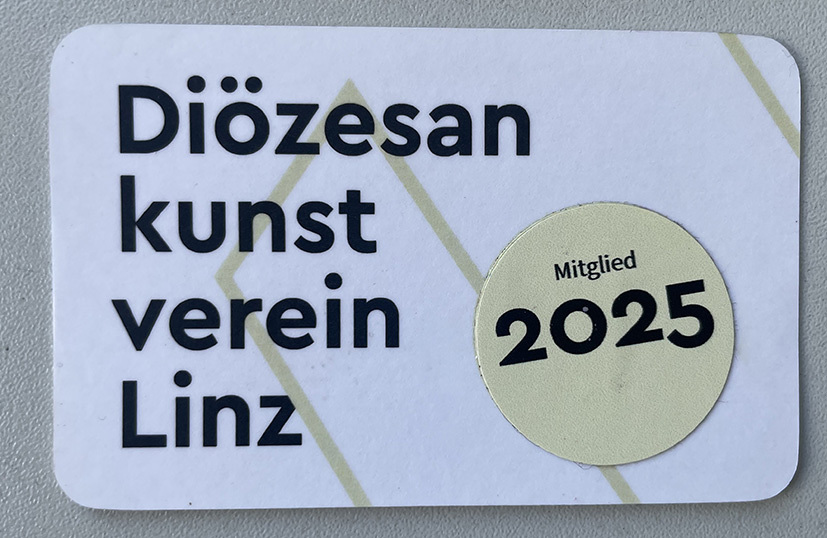 Diözesan
kunst
verein
Linz
Mitglied
2025